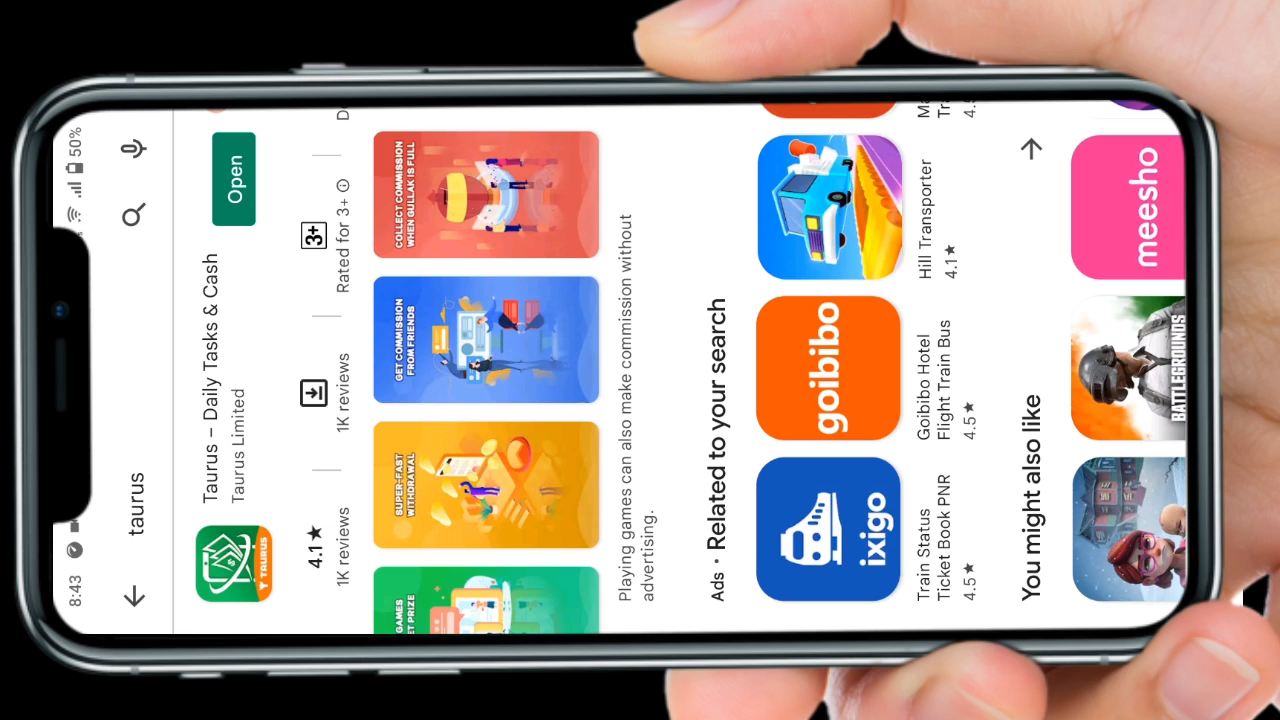 8:43
50%
taurus
Taurus – Daily Tasks & Cash
Taurus Limited
Open
TAURUS
4.1★
1K reviews
1K reviews
3+
Rated for 3+
GAMES
SUPER-FAST
WITHDRAWAL
GET COMMISSION
FROM FRIENDS
COLLECT COMMISSION
WHEN GULLAK IS FULL
Playing games can also make commission without
advertising.
Ads · Related to your search
ixigo
goibibo
Train Status
Ticket Book PNR
4.5★
Goibibo Hotel
Flight Train Bus
4.5★
Hill Transporter
4.1★
You might also like
BATTLEGROUNDS
meesho